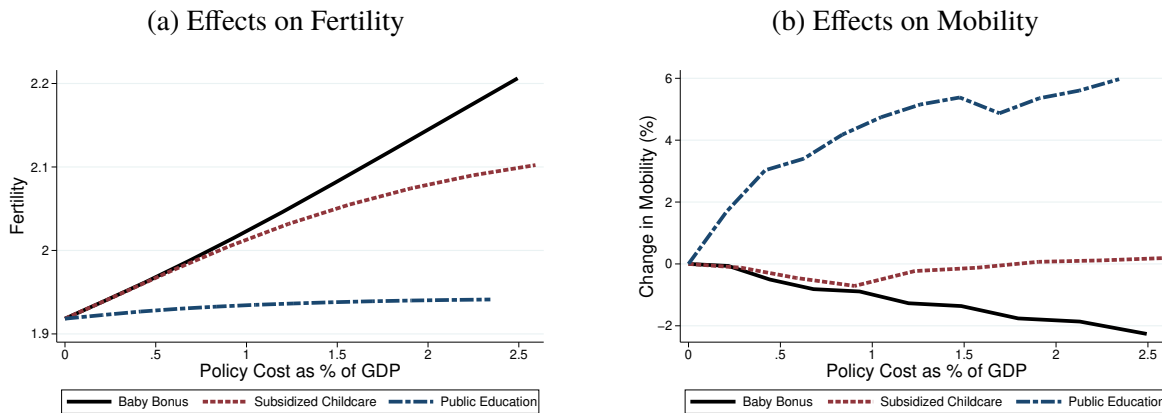 (a) Effects on Fertility
2.2
2.1
2
1.9
Fertility
0 .5 1 1.5 2 2.5
Policy Cost as % of GDP
Baby Bonus Subsidized Childcare Public Education
(b) Effects on Mobility
6
4
2
0
−2
Change in Mobility (%)
0 .5 1 1.5 2 2.5
Policy Cost as % of GDP
Baby Bonus Subsidized Childcare Public Education